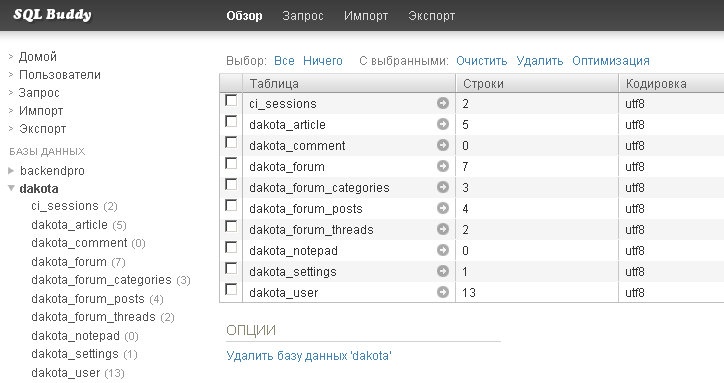 SQL Buddy
Обзор Запрос Импорт Экспорт
Домой
Пользователи
Запрос
Импорт
Экспорт
БАЗЫ ДАННЫХ
backendpro
dakota
ci_sessions (2)
dakota_article (5)
dakota_comment (0)
dakota_forum (7)
dakota_forum_categories (3)
dakota_forum_posts (4)
dakota_forum_threads (2)
dakota_notepad (0)
dakota_settings (1)
dakota_user (13)
Выбор: Все Ничего С выбранными: Очистить Удалить Оптимизация
Таблица Строки Кодировка
ci_sessions 2 utf8
dakota_article 5 utf8
dakota_comment 0 utf8
dakota_forum 7 utf8
dakota_forum_categories 3 utf8
dakota_forum_posts 4 utf8
dakota_forum_threads 2 utf8
dakota_notepad 0 utf8
dakota_settings 1 utf8
dakota_user 13 utf8
ОПЦИИ
Удалить базу данных 'dakota'